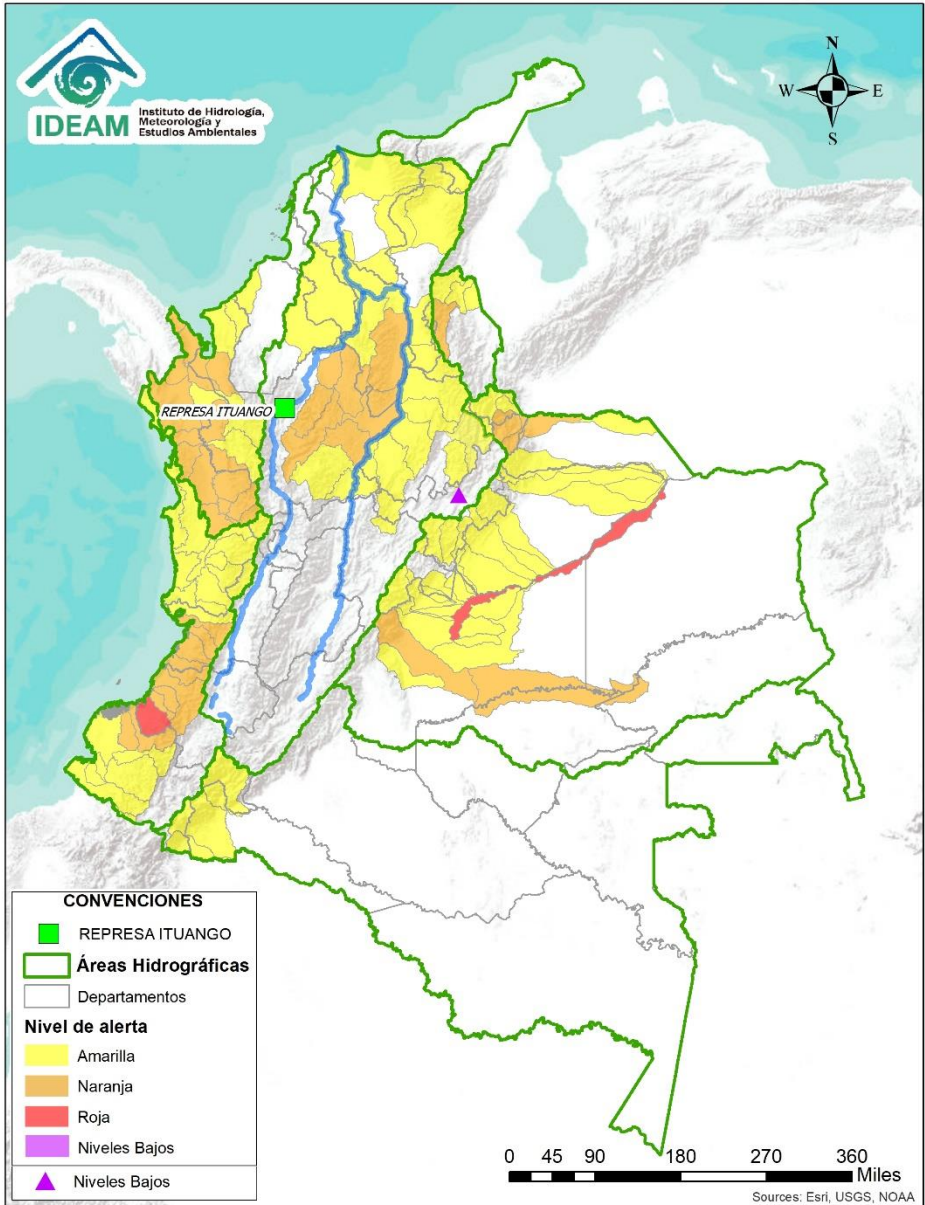 IDEAM
Instituto de Hidrología,
Meteorología y
Estudios Ambientales
N
W
E
S
REPRESA ITUANGO
CONVENCIONES
REPRESA ITUANGO
Áreas Hidrográficas
Departamentos
Nivel de alerta
Amarilla
Naranja
Roja
Niveles Bajos
Niveles Bajos
0 45 90 180 270 360
Miles
Sources: Esri, USGS, NOAA